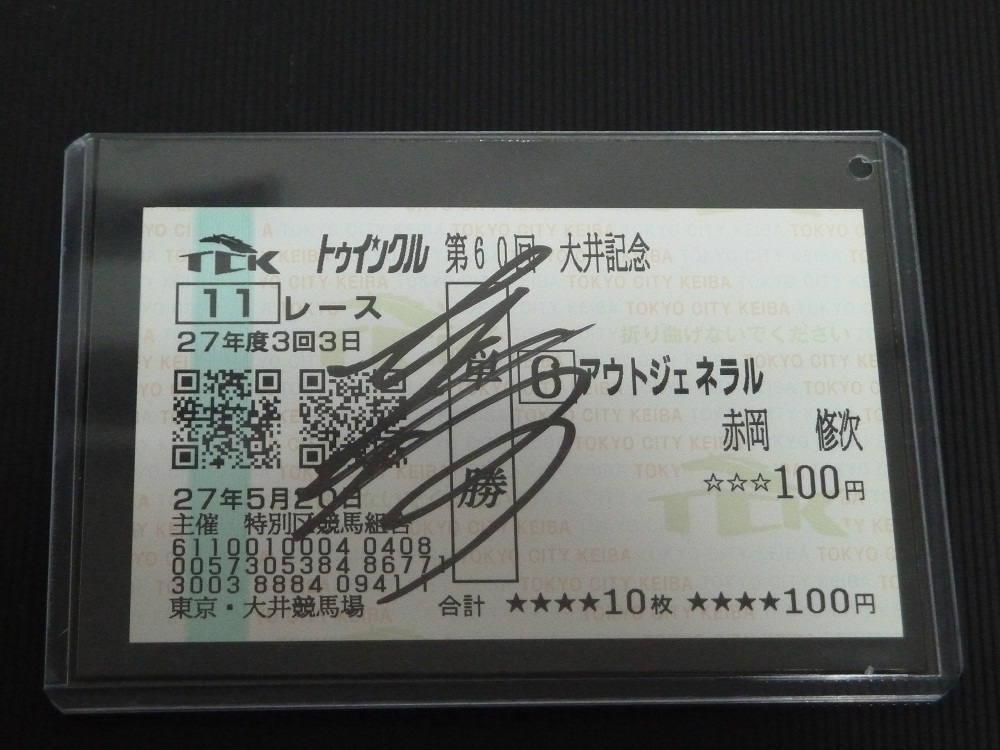 TCK トゥインクル 第60回 大井記念
11 レース
27年度3回3日
折り曲げないでください
単勝
6 アウトジェネラル
赤岡 修次
☆☆☆100円
27年5月20日
主催 特別区競馬組合
6110010004 0408
0057305384 86771
3003 8884 0941 1
東京・大井競馬場
合計 ★★★★10枚 ★★★★100円
TOKYO CITY KEIBA